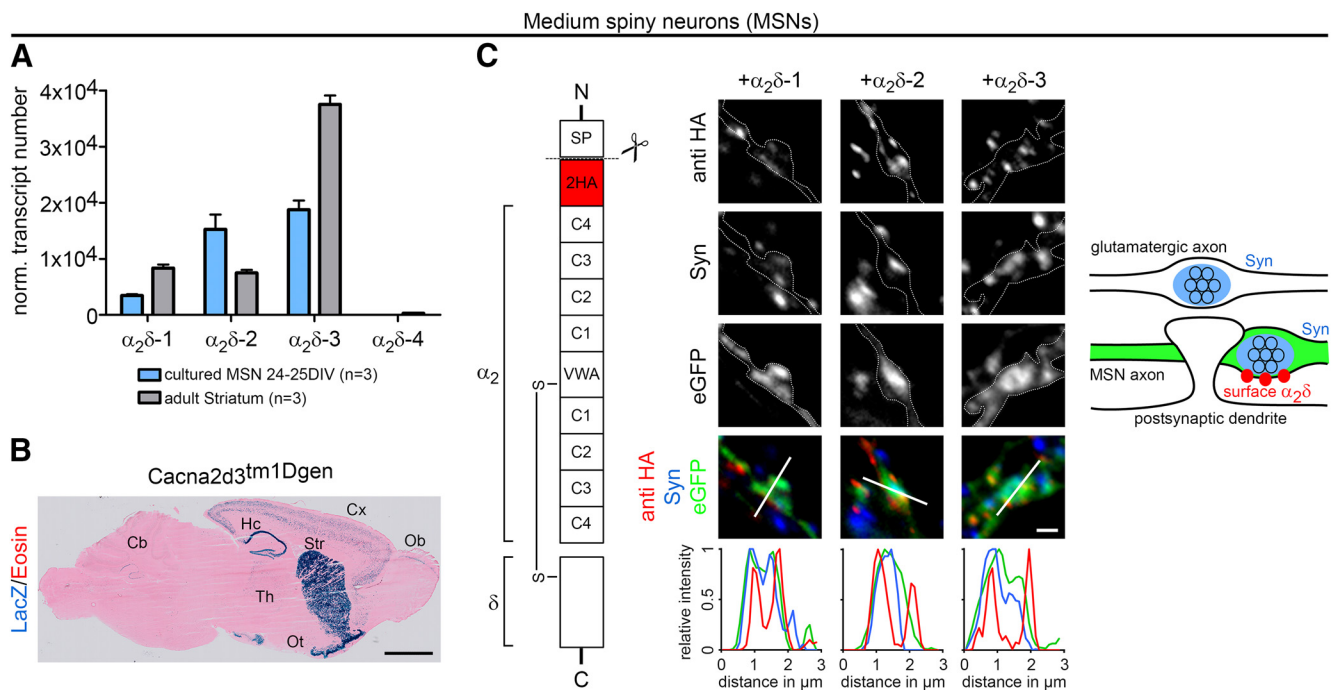 Medium spiny neurons (MSNs)
A
norm. transcript number
4x10⁴
2x10⁴
1x10⁴
0
α₂δ-1 α₂δ-2 α₂δ-3 α₂δ-4
cultured MSN 24-25DIV (n=3)
adult Striatum (n=3)
B
Cacna2d3tm1Dgen
LacZ/Eosin
Cb
Hc
Cx
Str
Ob
Th
Ot
C
N
SP
2HA
C4
C3
C2
C1
VWA
C1
C2
C3
C4
α₂
δ
S
S
C
+α₂δ-1 +α₂δ-2 +α₂δ-3
anti HA
Syn
eGFP
anti HA
Syn
eGFP
relative intensity
1
0.5
0
0 1 2 3 0 1 2 3 0 1 2 3
distance in µm distance in µm distance in µm
glutamatergic axon
Syn
Syn
MSN axon
surface α₂δ
postsynaptic dendrite